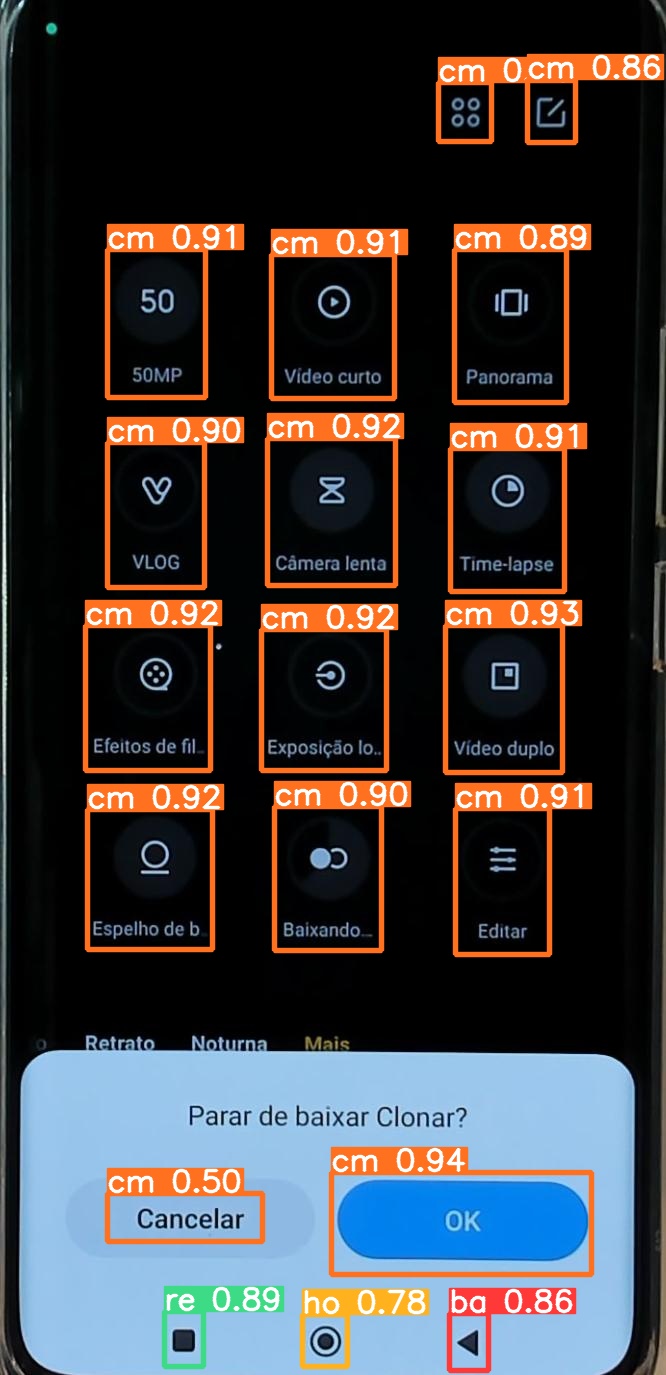 cm 0.
cm 0.86
cm 0.91
cm 0.91
cm 0.89
50
50MP
Vídeo curto
Panorama
cm 0.90
cm 0.92
cm 0.91
VLOG
Câmera lenta
Time-lapse
cm 0.92
cm 0.92
cm 0.93
Efeitos de fil...
Exposição lo...
Vídeo duplo
cm 0.92
cm 0.90
cm 0.91
Espelho de b...
Baixando...
Editar
o
Retrato
Noturna
Mais
Parar de baixar Clonar?
cm 0.50
cm 0.94
Cancelar
OK
re 0.89
ho 0.78
ba 0.86